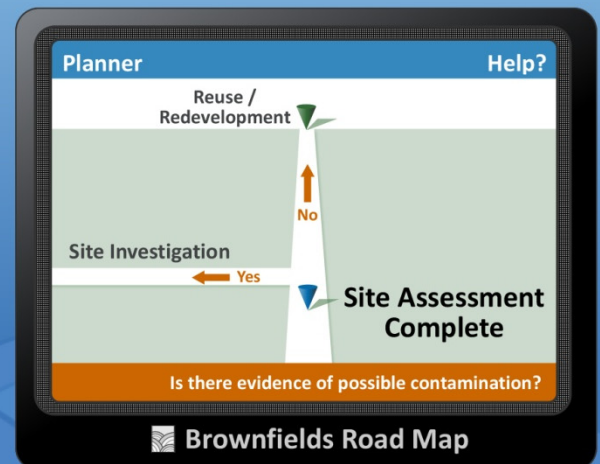 Planner
Help?
Reuse /
Redevelopment
No
Site Investigation
Yes
Site Assessment
Complete
Is there evidence of possible contamination?
Brownfields Road Map